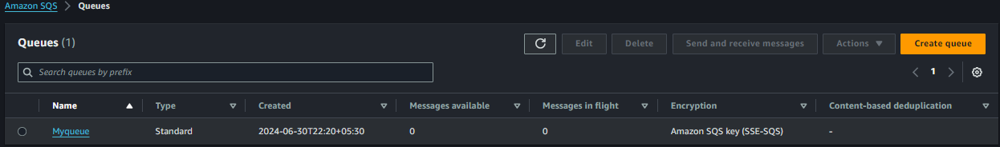 Amazon SQS > Queues
Queues (1)
Edit Delete Send and receive messages Actions Create queue
Search queues by prefix
1
Name Type Created Messages available Messages in flight Encryption Content-based deduplication
Myqueue Standard 2024-06-30T22:20+05:30 0 0 Amazon SQS key (SSE-SQS) -